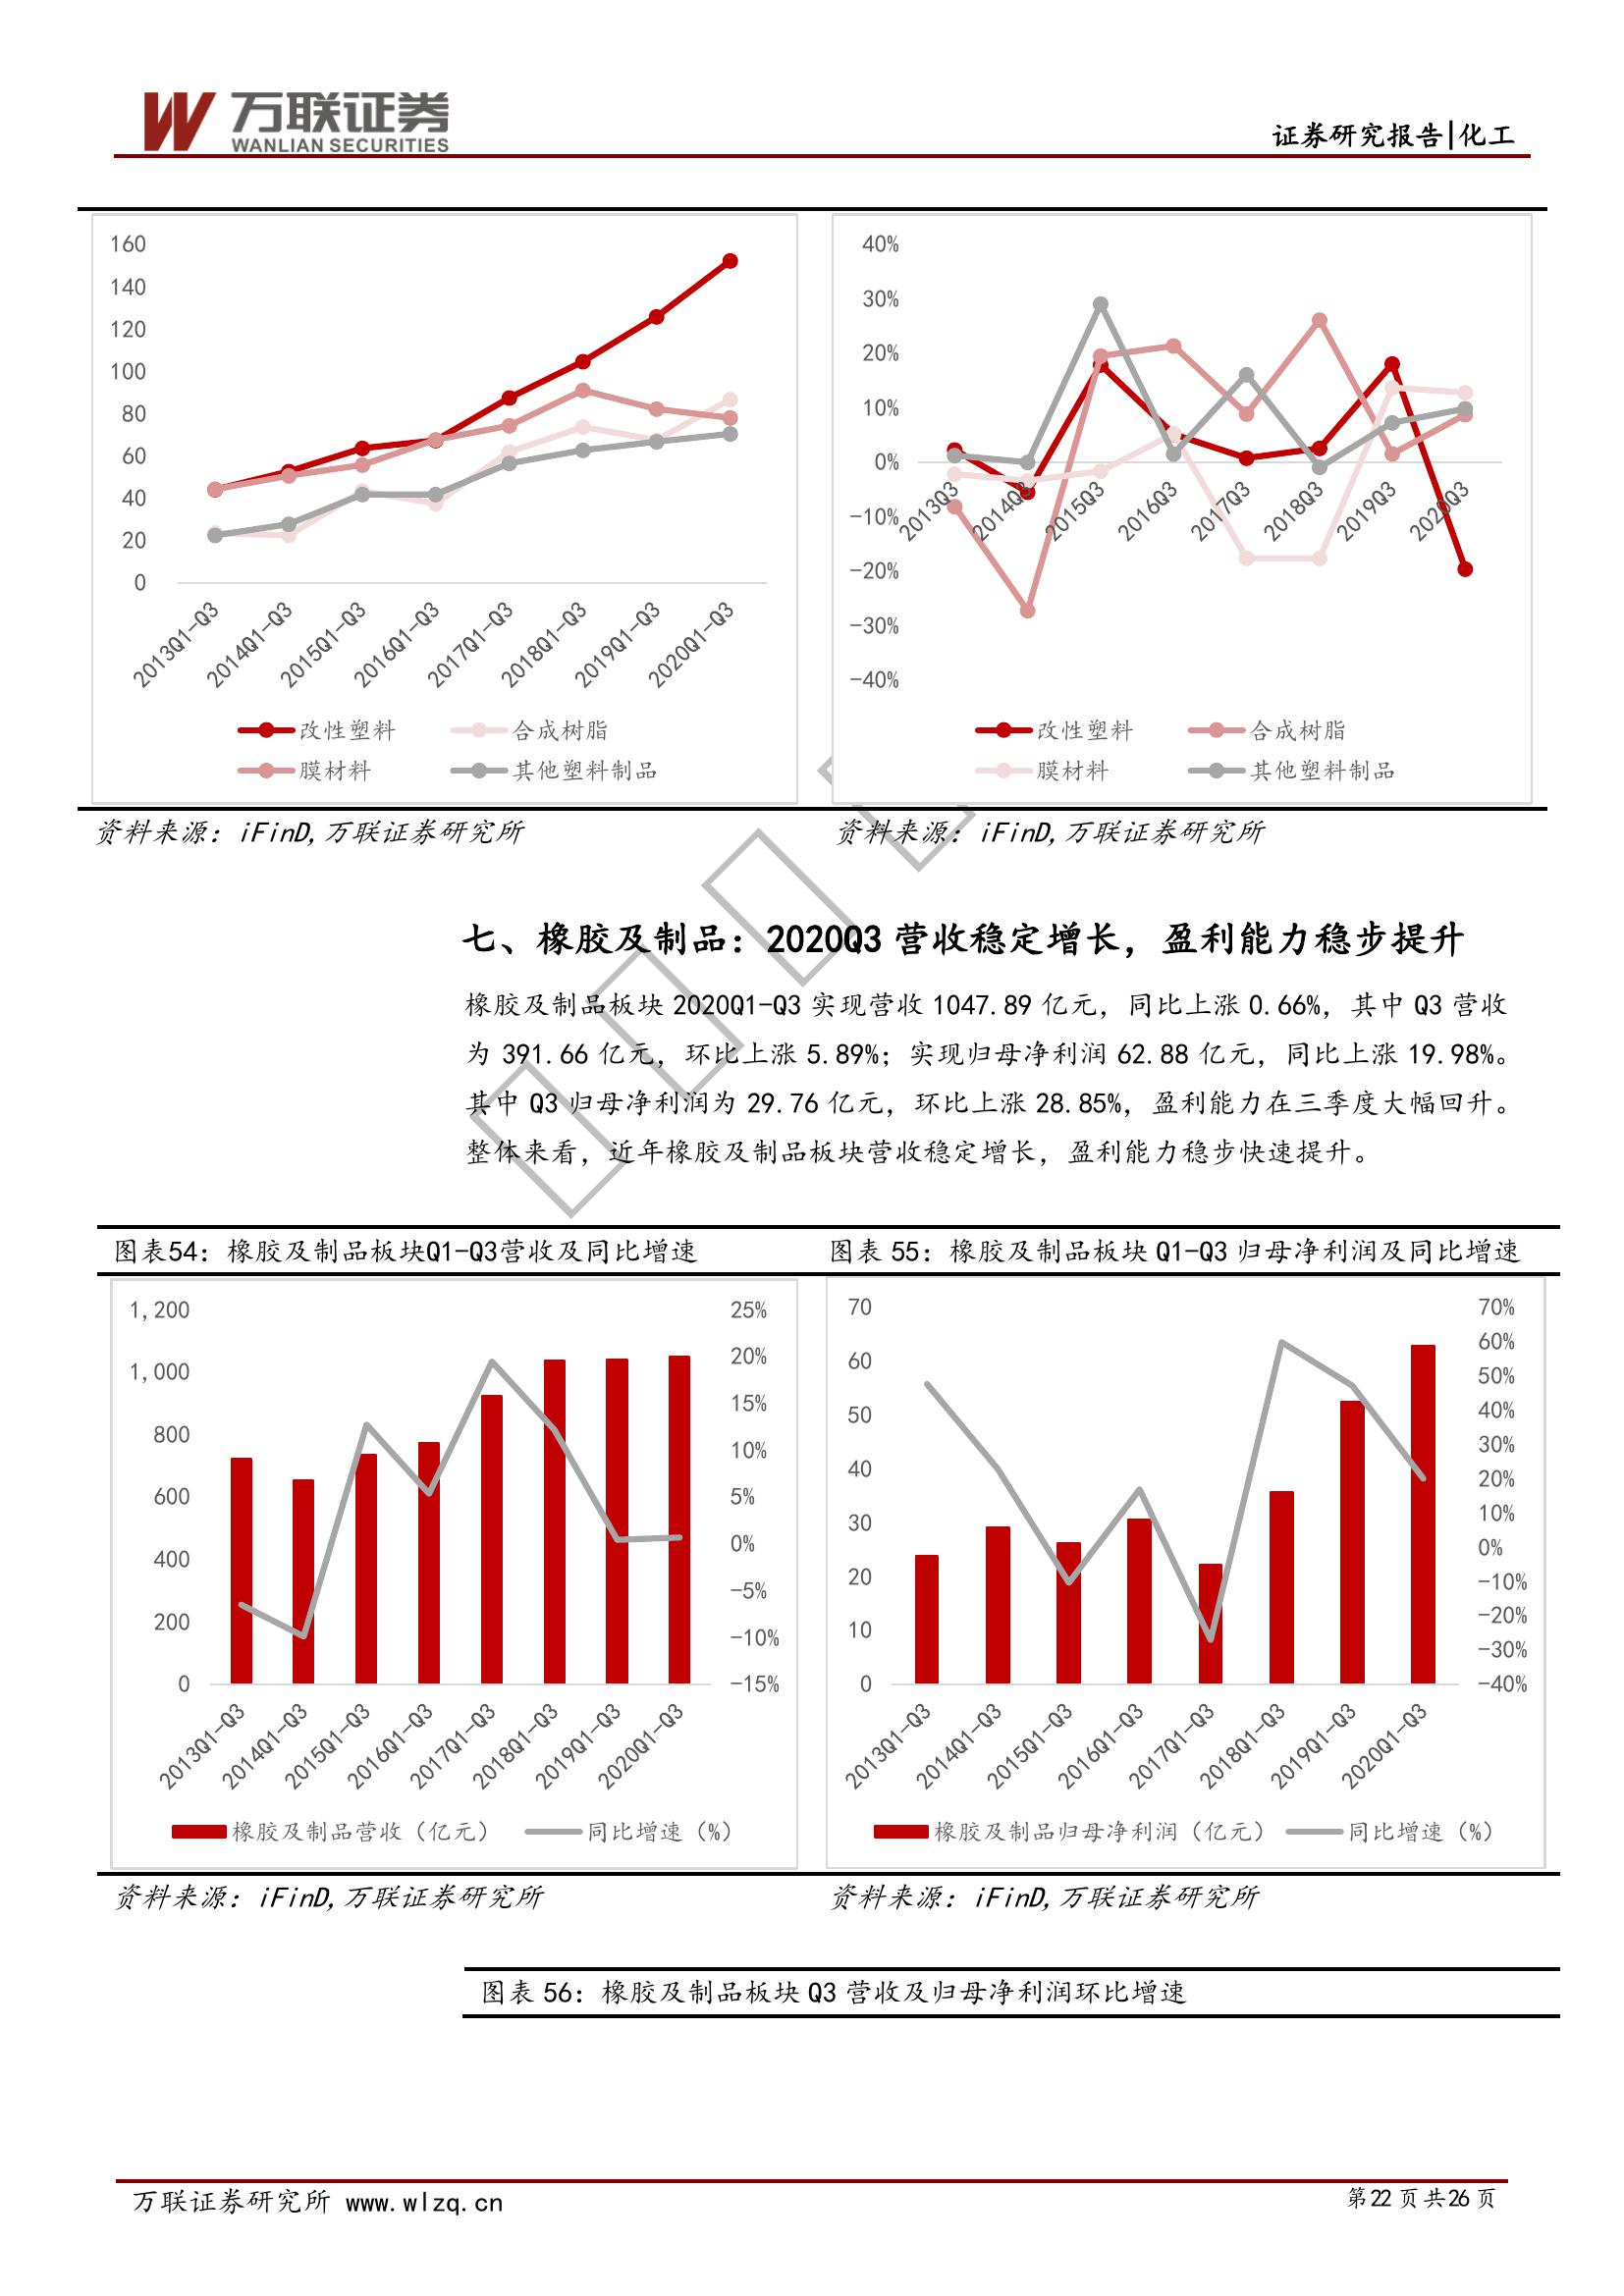 万联证券
WANLIAN SECURITIES
证券研究报告|化工
160
140
120
100
80
60
40
20
0
2013Q1-Q3
2014Q1-Q3
2015Q1-Q3
2016Q1-Q3
2017Q1-Q3
2018Q1-Q3
2019Q1-Q3
2020Q1-Q3
改性塑料
合成树脂
膜材料
其他塑料制品
40%
30%
20%
10%
0%
-10%
-20%
-30%
-40%
2013Q3
2014Q3
2015Q3
2016Q3
2017Q3
2018Q3
2019Q3
2020Q3
改性塑料
合成树脂
膜材料
其他塑料制品
资料来源：iFinD,万联证券研究所
资料来源：iFinD,万联证券研究所
七、橡胶及制品：2020Q3 营收稳定增长，盈利能力稳步提升
橡胶及制品板块 2020Q1-Q3 实现营收 1047.89 亿元，同比上涨 0.66%，其中 Q3 营收
为 391.66 亿元，环比上涨 5.89%；实现归母净利润 62.88 亿元，同比上涨 19.98%。
其中 Q3 归母净利润为 29.76 亿元，环比上涨 28.85%，盈利能力在三季度大幅回升。
整体来看，近年橡胶及制品板块营收稳定增长，盈利能力稳步快速提升。
图表54：橡胶及制品板块Q1-Q3营收及同比增速
图表 55：橡胶及制品板块 Q1-Q3 归母净利润及同比增速
1,200
1,000
800
600
400
200
0
25%
20%
15%
10%
5%
0%
-5%
-10%
-15%
2013Q1-Q3
2014Q1-Q3
2015Q1-Q3
2016Q1-Q3
2017Q1-Q3
2018Q1-Q3
2019Q1-Q3
2020Q1-Q3
橡胶及制品营收（亿元）
同比增速（%）
70
60
50
40
30
20
10
0
70%
60%
50%
40%
30%
20%
10%
0%
-10%
-20%
-30%
-40%
2013Q1-Q3
2014Q1-Q3
2015Q1-Q3
2016Q1-Q3
2017Q1-Q3
2018Q1-Q3
2019Q1-Q3
2020Q1-Q3
橡胶及制品归母净利润（亿元）
同比增速（%）
资料来源：iFinD,万联证券研究所
资料来源：iFinD,万联证券研究所
图表 56：橡胶及制品板块 Q3 营收及归母净利润环比增速
万联证券研究所 www.wlzq.cn
第22 页 共26 页